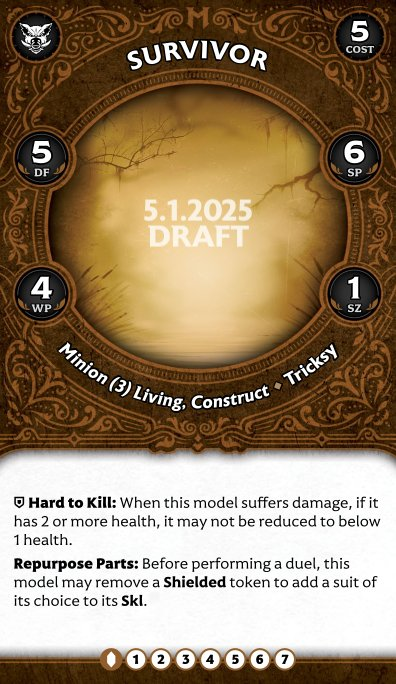 SURVIVOR
5
COST
5
DF
6
SP
5.1.2025
DRAFT
4
WP
1
SZ
Minion (3) Living, Construct ◆ Tricksy
Hard to Kill: When this model suffers damage, if it
has 2 or more health, it may not be reduced to below
1 health.
Repurpose Parts: Before performing a duel, this
model may remove a Shielded token to add a suit of
its choice to its Skl.
1 2 3 4 5 6 7